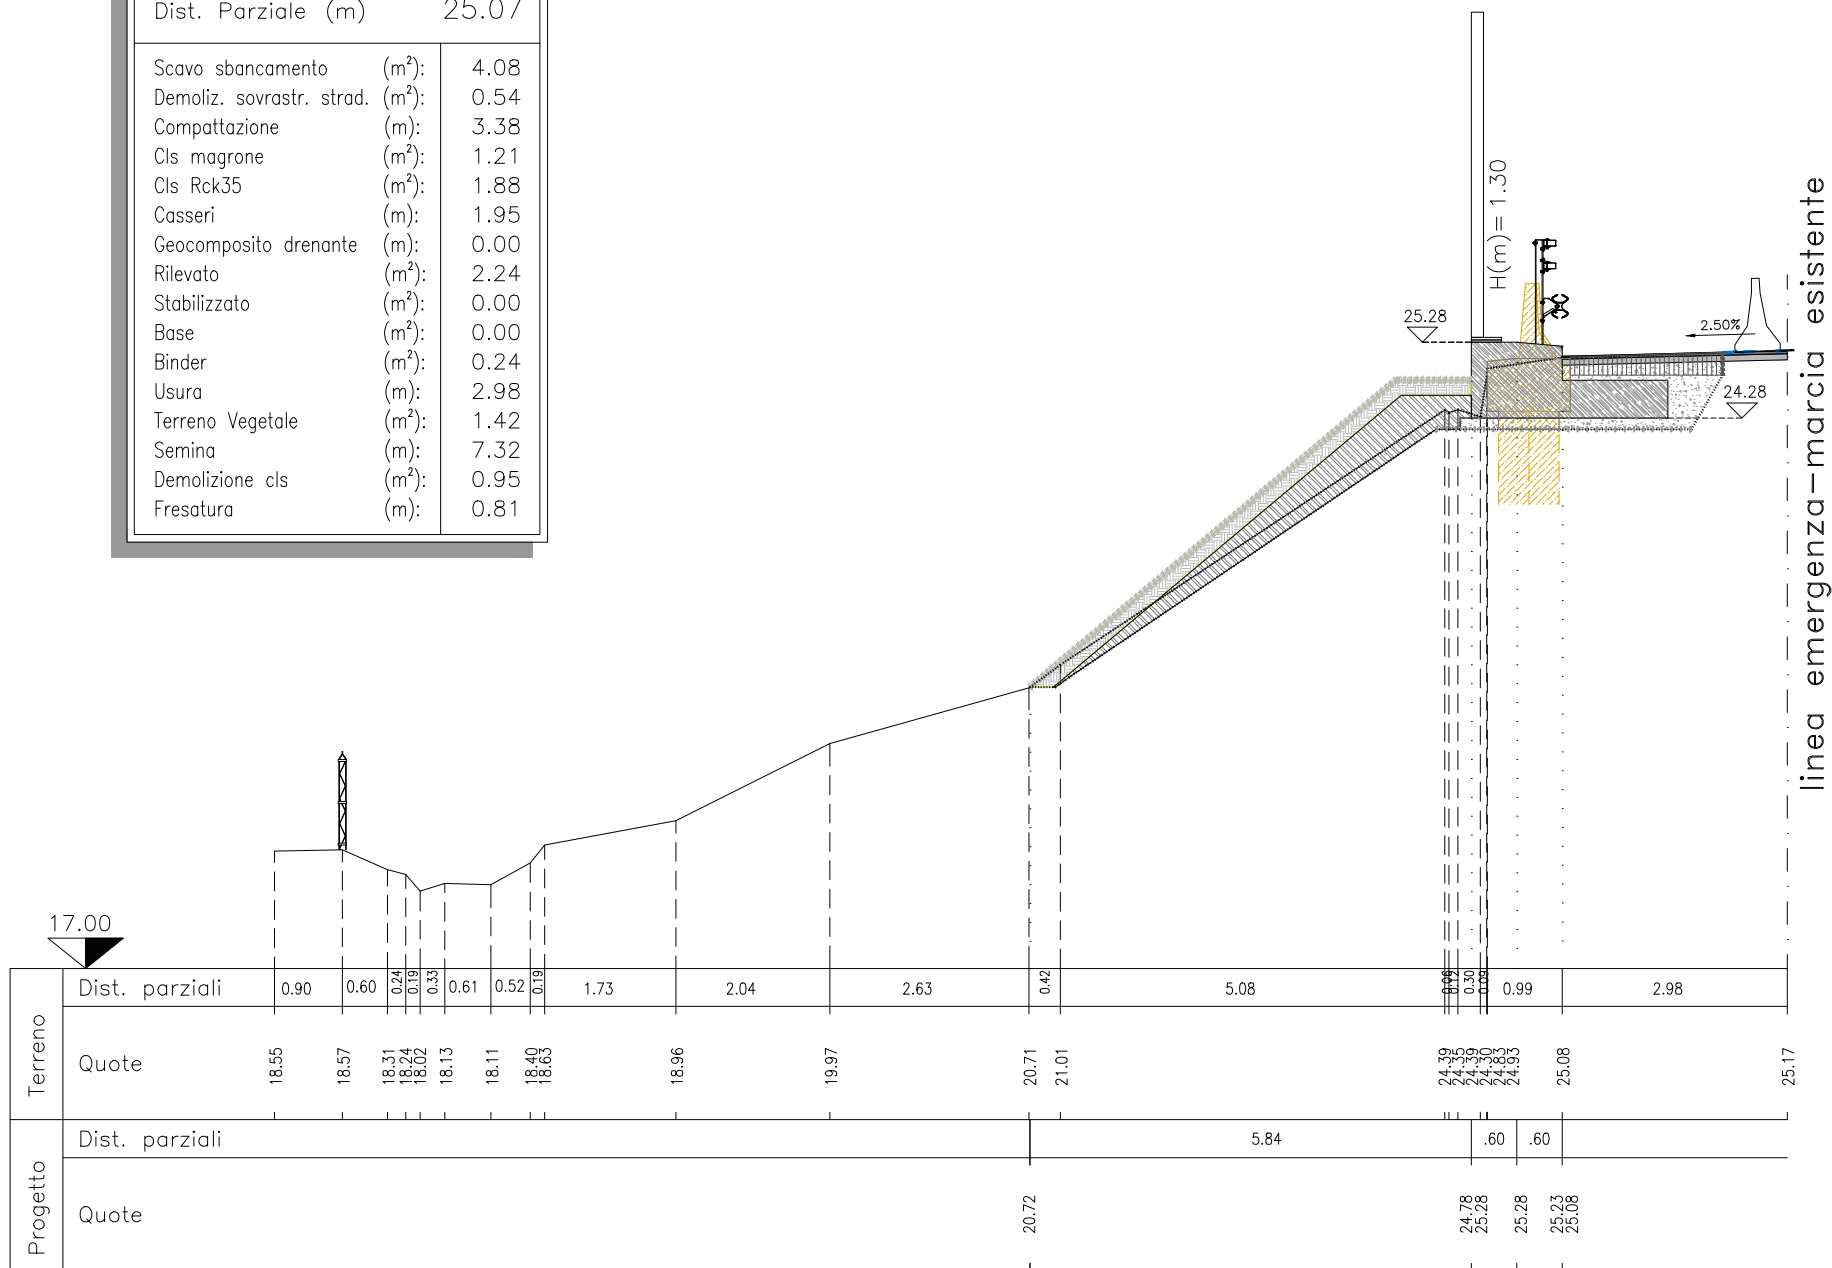 Dist. Parziale (m) 25.07
Scavo sbancamento (m²): 4.08
Demoliz. sovrastr. strad. (m²): 0.54
Compattazione (m): 3.38
Cls magrone (m²): 1.21
Cls Rck35 (m²): 1.88
Casseri (m): 1.95
Geocomposito drenante (m): 0.00
Rilevato (m²): 2.24
Stabilizzato (m²): 0.00
Base (m²): 0.00
Binder (m²): 0.24
Usura (m): 2.98
Terreno Vegetale (m²): 1.42
Semina (m): 7.32
Demolizione cls (m²): 0.95
Fresatura (m): 0.81
H(m)= 1.30
25.28
2.50%
24.28
linea emergenza-marcia esistente
17.00
Terreno
Dist. parziali 0.90 0.60 0.24 0.19 0.33 0.61 0.52 0.19 1.73 2.04 2.63 0.42 5.08 0.06 0.12 0.30 0.09 0.99 2.98
Quote 18.55 18.57 18.31 18.24 18.02 18.13 18.11 18.40 18.63 18.96 19.97 20.71 21.01 24.39 24.35 24.39 24.30 24.83 24.93 25.08 25.17
Progetto
Dist. parziali 5.84 .60 .60
Quote 20.72 24.78 25.28 25.28 25.23 25.08